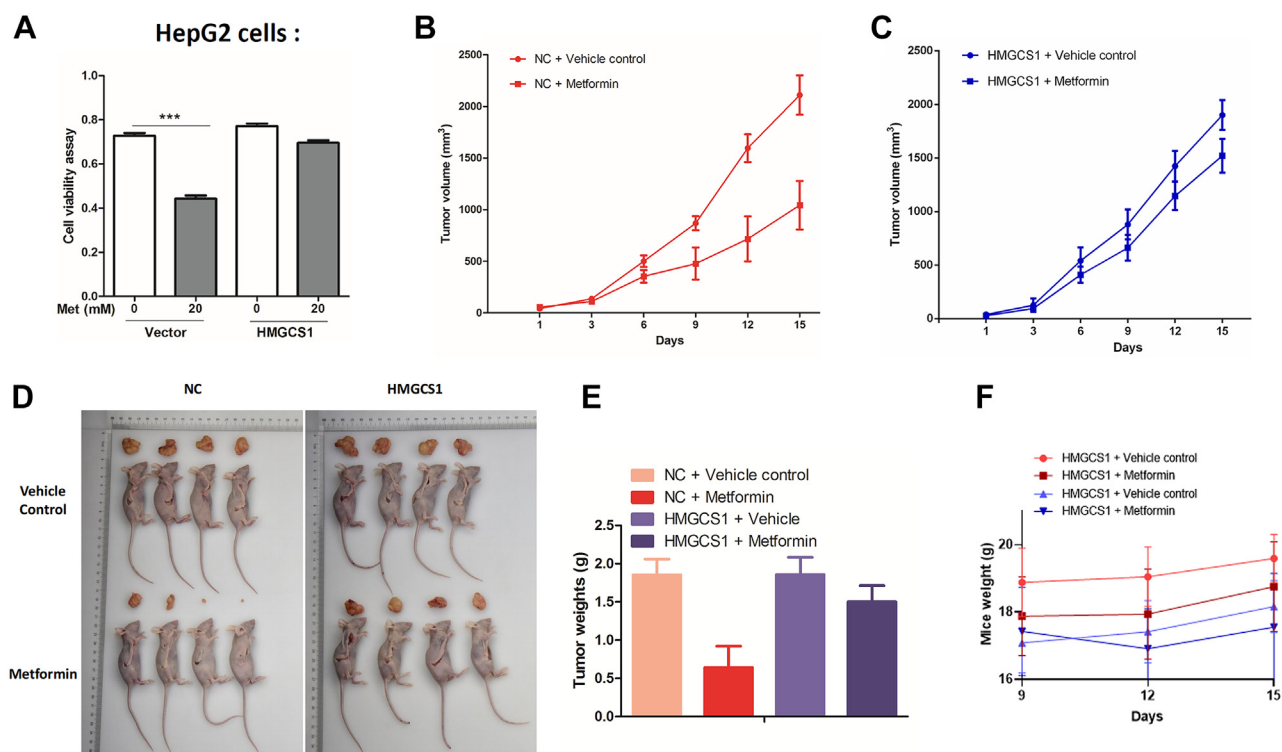 A
HepG2 cells :
Cell viability assay
1.0
0.8
0.6
0.4
0.2
0.0
***
Met (mM)
0
20
0
20
Vector
HMGCS1
B
NC + Vehicle control
NC + Metformin
Tumor volume (mm³)
2500
2000
1500
1000
500
0
1
3
6
9
12
15
Days
C
HMGCS1 + Vehicle control
HMGCS1 + Metformin
Tumor volume (mm³)
2500
2000
1500
1000
500
0
1
3
6
9
12
15
Days
D
NC
HMGCS1
Vehicle
Control
Metformin
E
NC + Vehicle control
NC + Metformin
HMGCS1 + Vehicle
HMGCS1 + Metformin
Tumor weights (g)
2.5
2.0
1.5
1.0
0.5
0.0
F
HMGCS1 + Vehicle control
HMGCS1 + Metformin
HMGCS1 + Vehicle control
HMGCS1 + Metformin
Mice weight (g)
20
18
16
9
12
15
Days